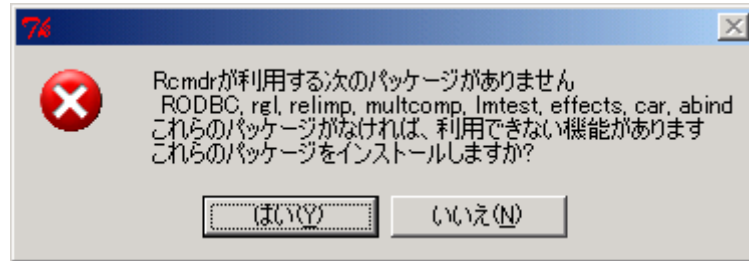 7k
Rcmdrが利用する次のパッケージがありません
RODBC, rgl, relimp, multcomp, lmtest, effects, car, abind
これらのパッケージがなければ、利用できない機能があります
これらのパッケージをインストールしますか?
はい(Y)
いいえ(N)